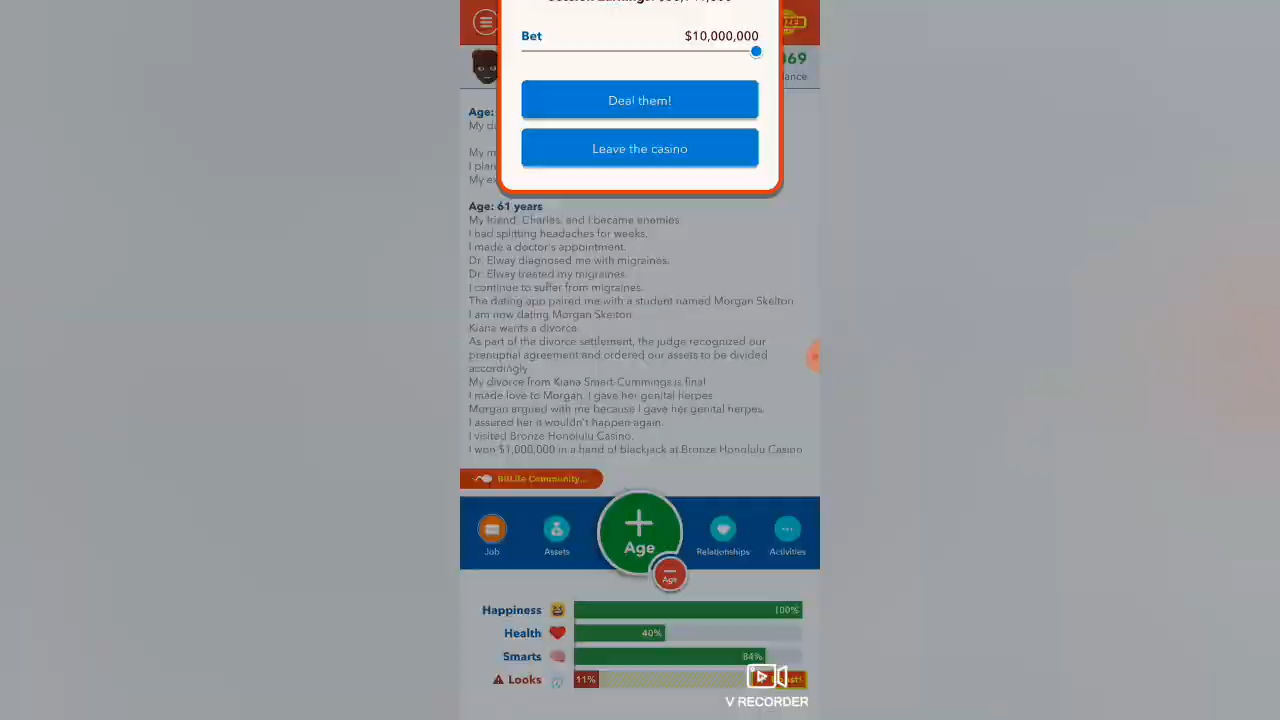 Bet $10,000,000
69
Deal them!
Leave the casino
Age:
My
Age: 61 years
My friend, Charles, and I became enemies.
I had splitting headaches for weeks.
I made a doctor's appointment.
Dr. Elway diagnosed me with migraines.
Dr. Elway treated my migraines.
I continue to suffer from migraines.
The dating app paired me with a student named Morgan Skelton.
I am now dating Morgan Skelton.
Kiana wants a divorce.
As part of the divorce settlement, the judge recognized our
prenuptial agreement and ordered our assets to be divided
accordingly.
My divorce from Kiana Smart-Cummings is final.
I made love to Morgan. I gave her genital herpes.
Morgan argued with me because I gave her genital herpes.
I assured her it wouldn't happen again.
I visited Bronze Honolulu Casino.
I won $1,000,000 in a hand of blackjack at Bronze Honolulu Casino
BitLife Community...
Age
Job Assets Relationships Activities
Age
Happiness 100%
Health 40%
Smarts 84%
Looks 11%
V RECORDER